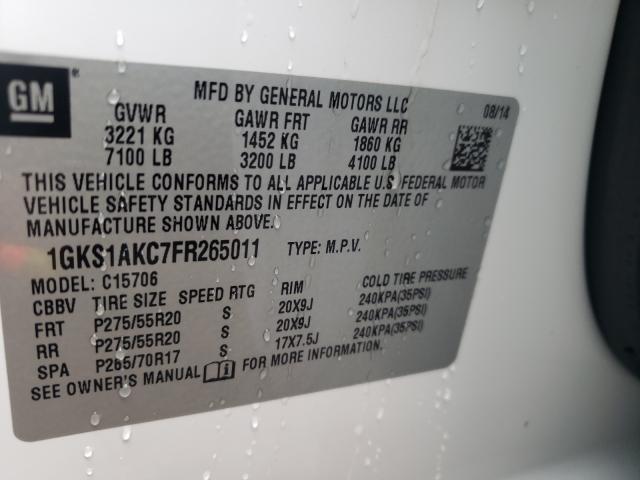 GM ®
MFD BY GENERAL MOTORS LLC
08/14
GVWR GAWR FRT GAWR RR
3221 KG 1452 KG 1860 KG
7100 LB 3200 LB 4100 LB
THIS VEHICLE CONFORMS TO ALL APPLICABLE U.S. FEDERAL MOTOR
VEHICLE SAFETY STANDARDS IN EFFECT ON THE DATE OF
MANUFACTURE SHOWN ABOVE.
1GKS1AKC7FR265011 TYPE: M.P.V.
MODEL: C15706
CBBV TIRE SIZE SPEED RTG RIM COLD TIRE PRESSURE
FRT P275/55R20 S 20X9J 240KPA(35PSI)
RR P275/55R20 S 20X9J 240KPA(35PSI)
SPA P265/70R17 S 17X7.5J 240KPA(35PSI)
SEE OWNER'S MANUAL FOR MORE INFORMATION.